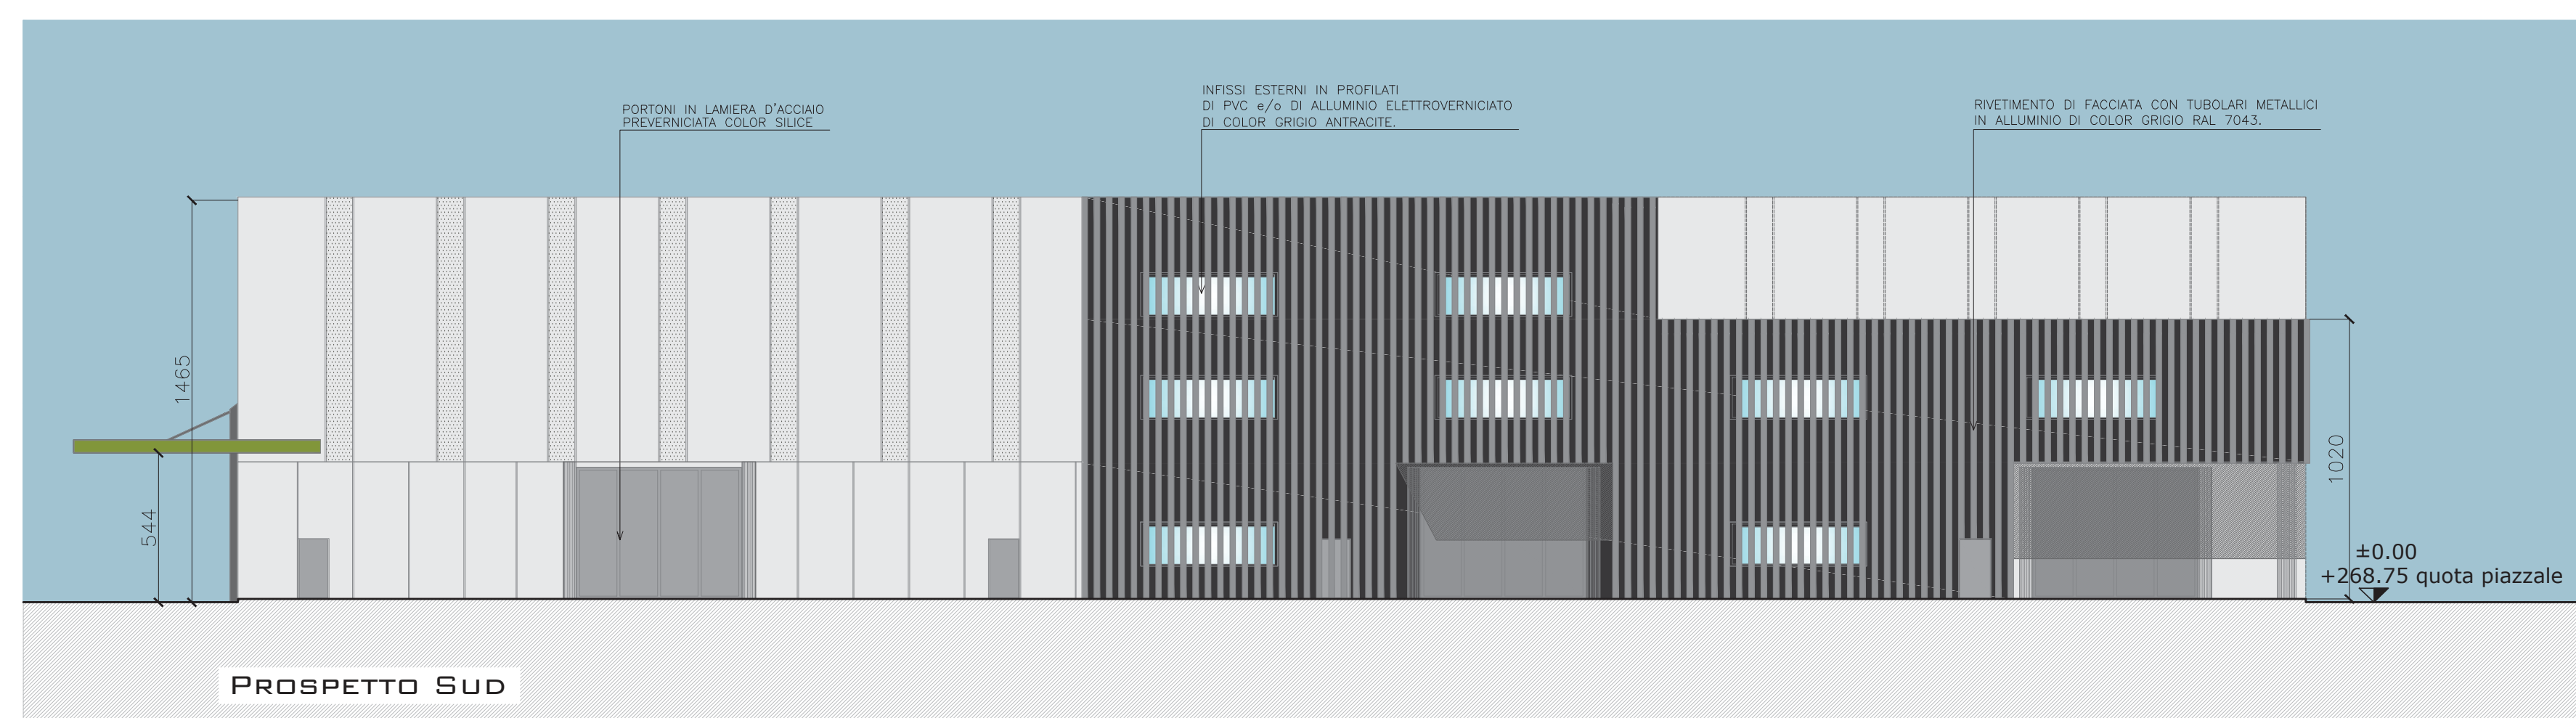 PORTONI IN LAMIERA D'ACCIAIO
PREVERNICIATA COLOR SILICE
INFISSI ESTERNI IN PROFILATI
DI PVC e/o DI ALLUMINIO ELETTROVERNICIATO
DI COLOR GRIGIO ANTRACITE.
RIVETIMENTO DI FACCIATA CON TUBOLARI METALLICI
IN ALLUMINIO DI COLOR GRIGIO RAL 7043.
1465
544
1020
±0.00
+268.75 quota piazzale
PROSPETTO SUD